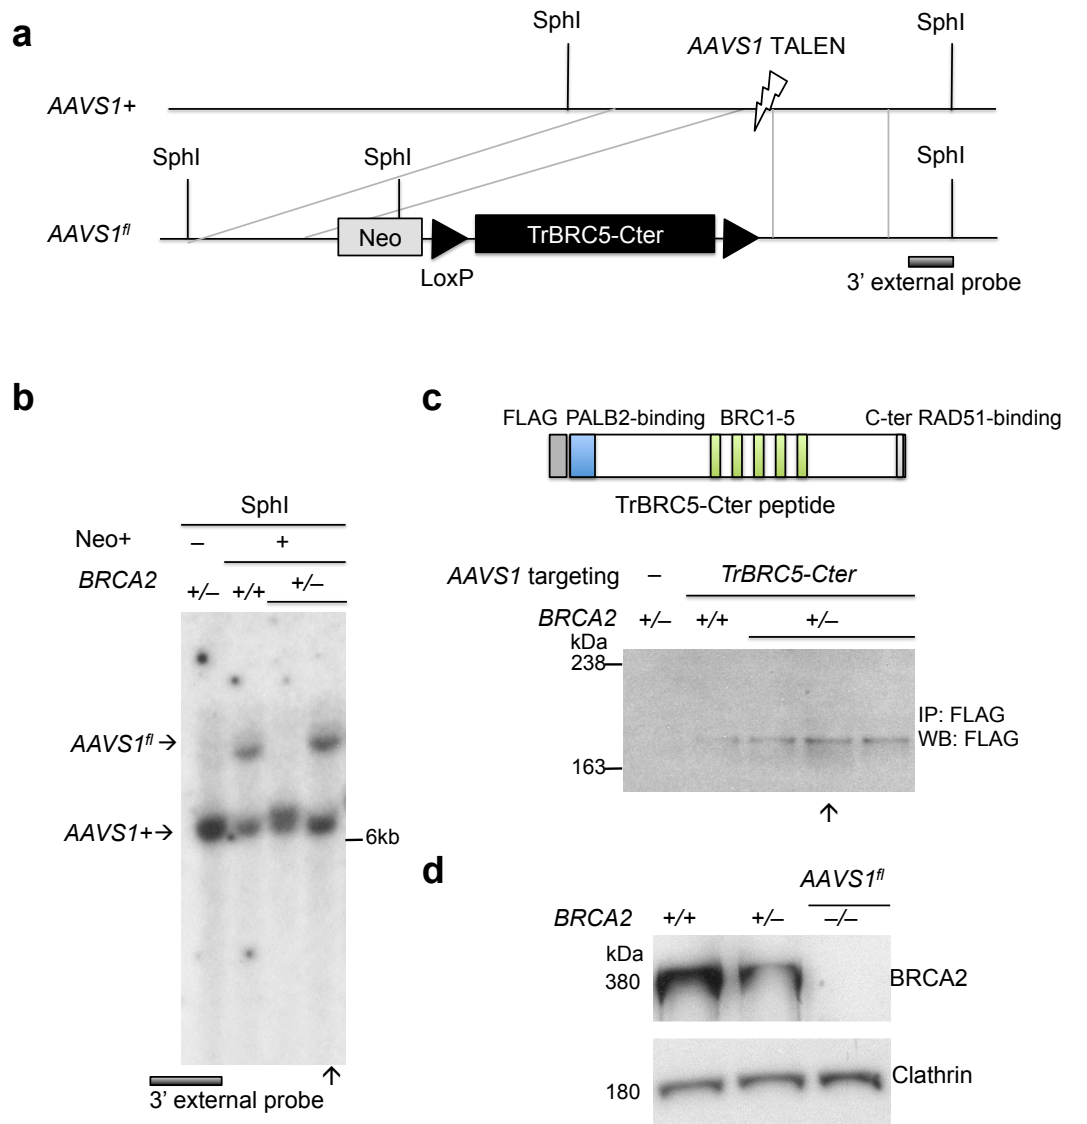 a
SphI
SphI
AAVS1 TALEN
AAVS1+
SphI
SphI
SphI
AAVS1fl
Neo
TrBRC5-Cter
LoxP
3’ external probe
b
SphI
Neo+ – +
BRCA2 +/– +/+ +/–
AAVS1fl →
AAVS1+→
6kb
3’ external probe
c
FLAG PALB2-binding BRC1-5 C-ter RAD51-binding
TrBRC5-Cter peptide
AAVS1 targeting – TrBRC5-Cter
BRCA2 +/– +/+ +/–
kDa
238
IP: FLAG
WB: FLAG
163
d
AAVS1fl
BRCA2 +/+ +/– –/–
kDa
380
BRCA2
Clathrin
180